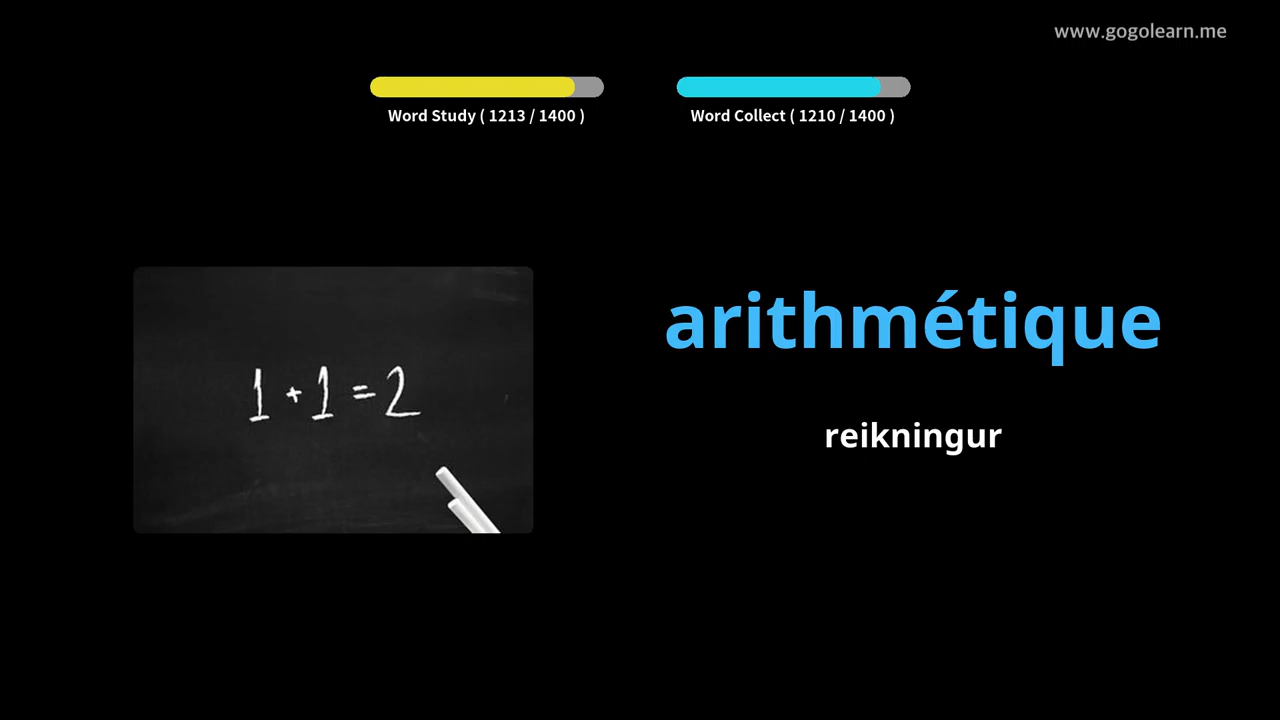 www.gogolearn.me
Word Study ( 1213 / 1400 )
Word Collect ( 1210 / 1400 )
1 + 1 = 2
arithmétique
reikningur